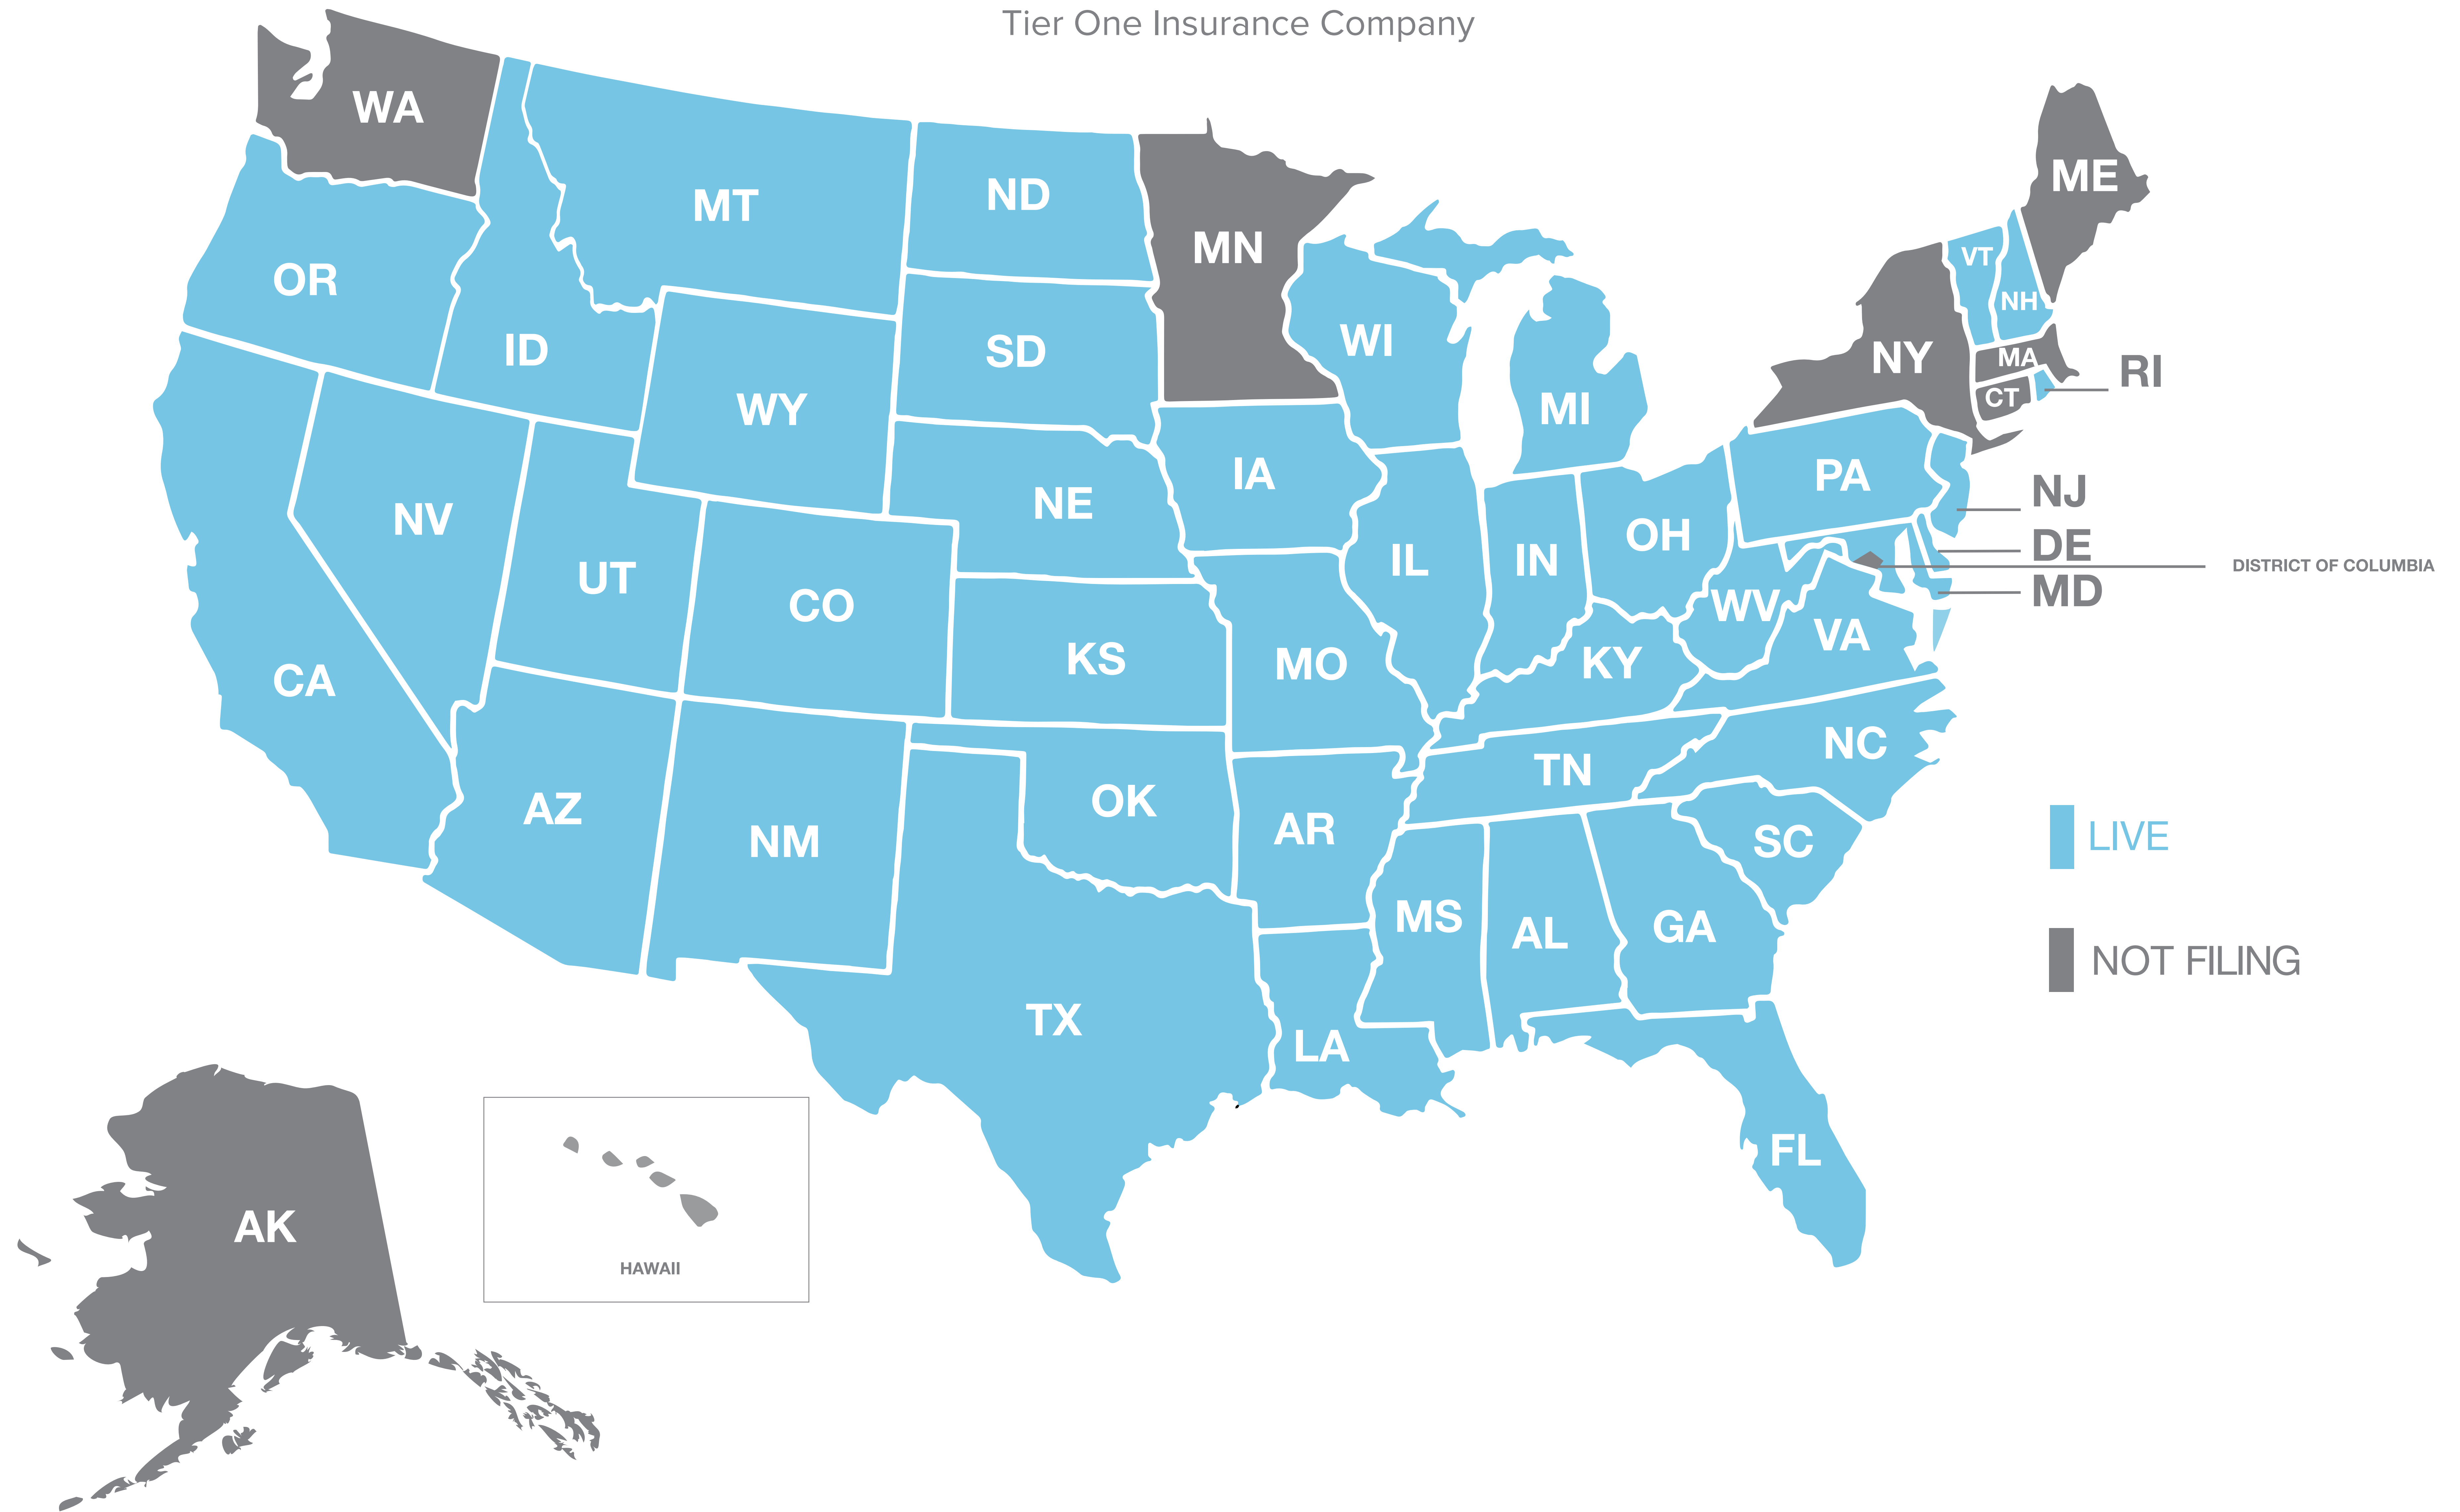 Tier One Insurance Company
WA
ME
MT
ND
MN
VT
OR
NH
ID
SD
WI
NY
MA
RI
CT
WY
MI
IA
PA
NE
NJ
NV
OH
DE
IL
IN
DISTRICT OF COLUMBIA
UT
MD
CO
WV
VA
KS
MO
KY
CA
NC
TN
OK
AZ
AR
LIVE
NM
SC
MS
GA
AL
NOT FILING
TX
LA
FL
AK
HAWAII